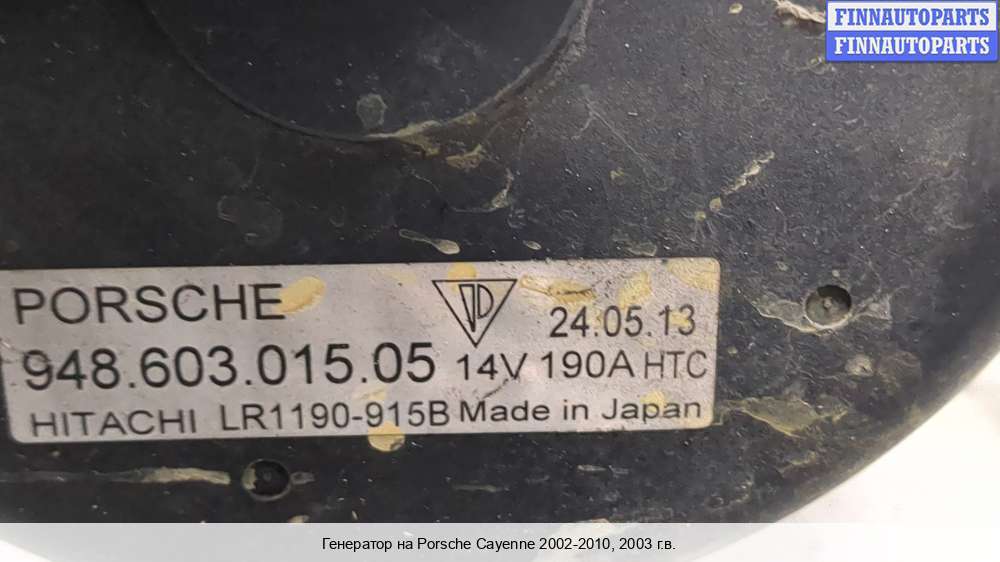 FINNAUTOPARTS
FINNAUTOPARTS
PORSCHE
24.05.13
948.603.015.05 14V 190A HTC
HITACHI LR1190-915B Made in Japan
Генератор на Porsche Cayenne 2002-2010, 2003 г.в.